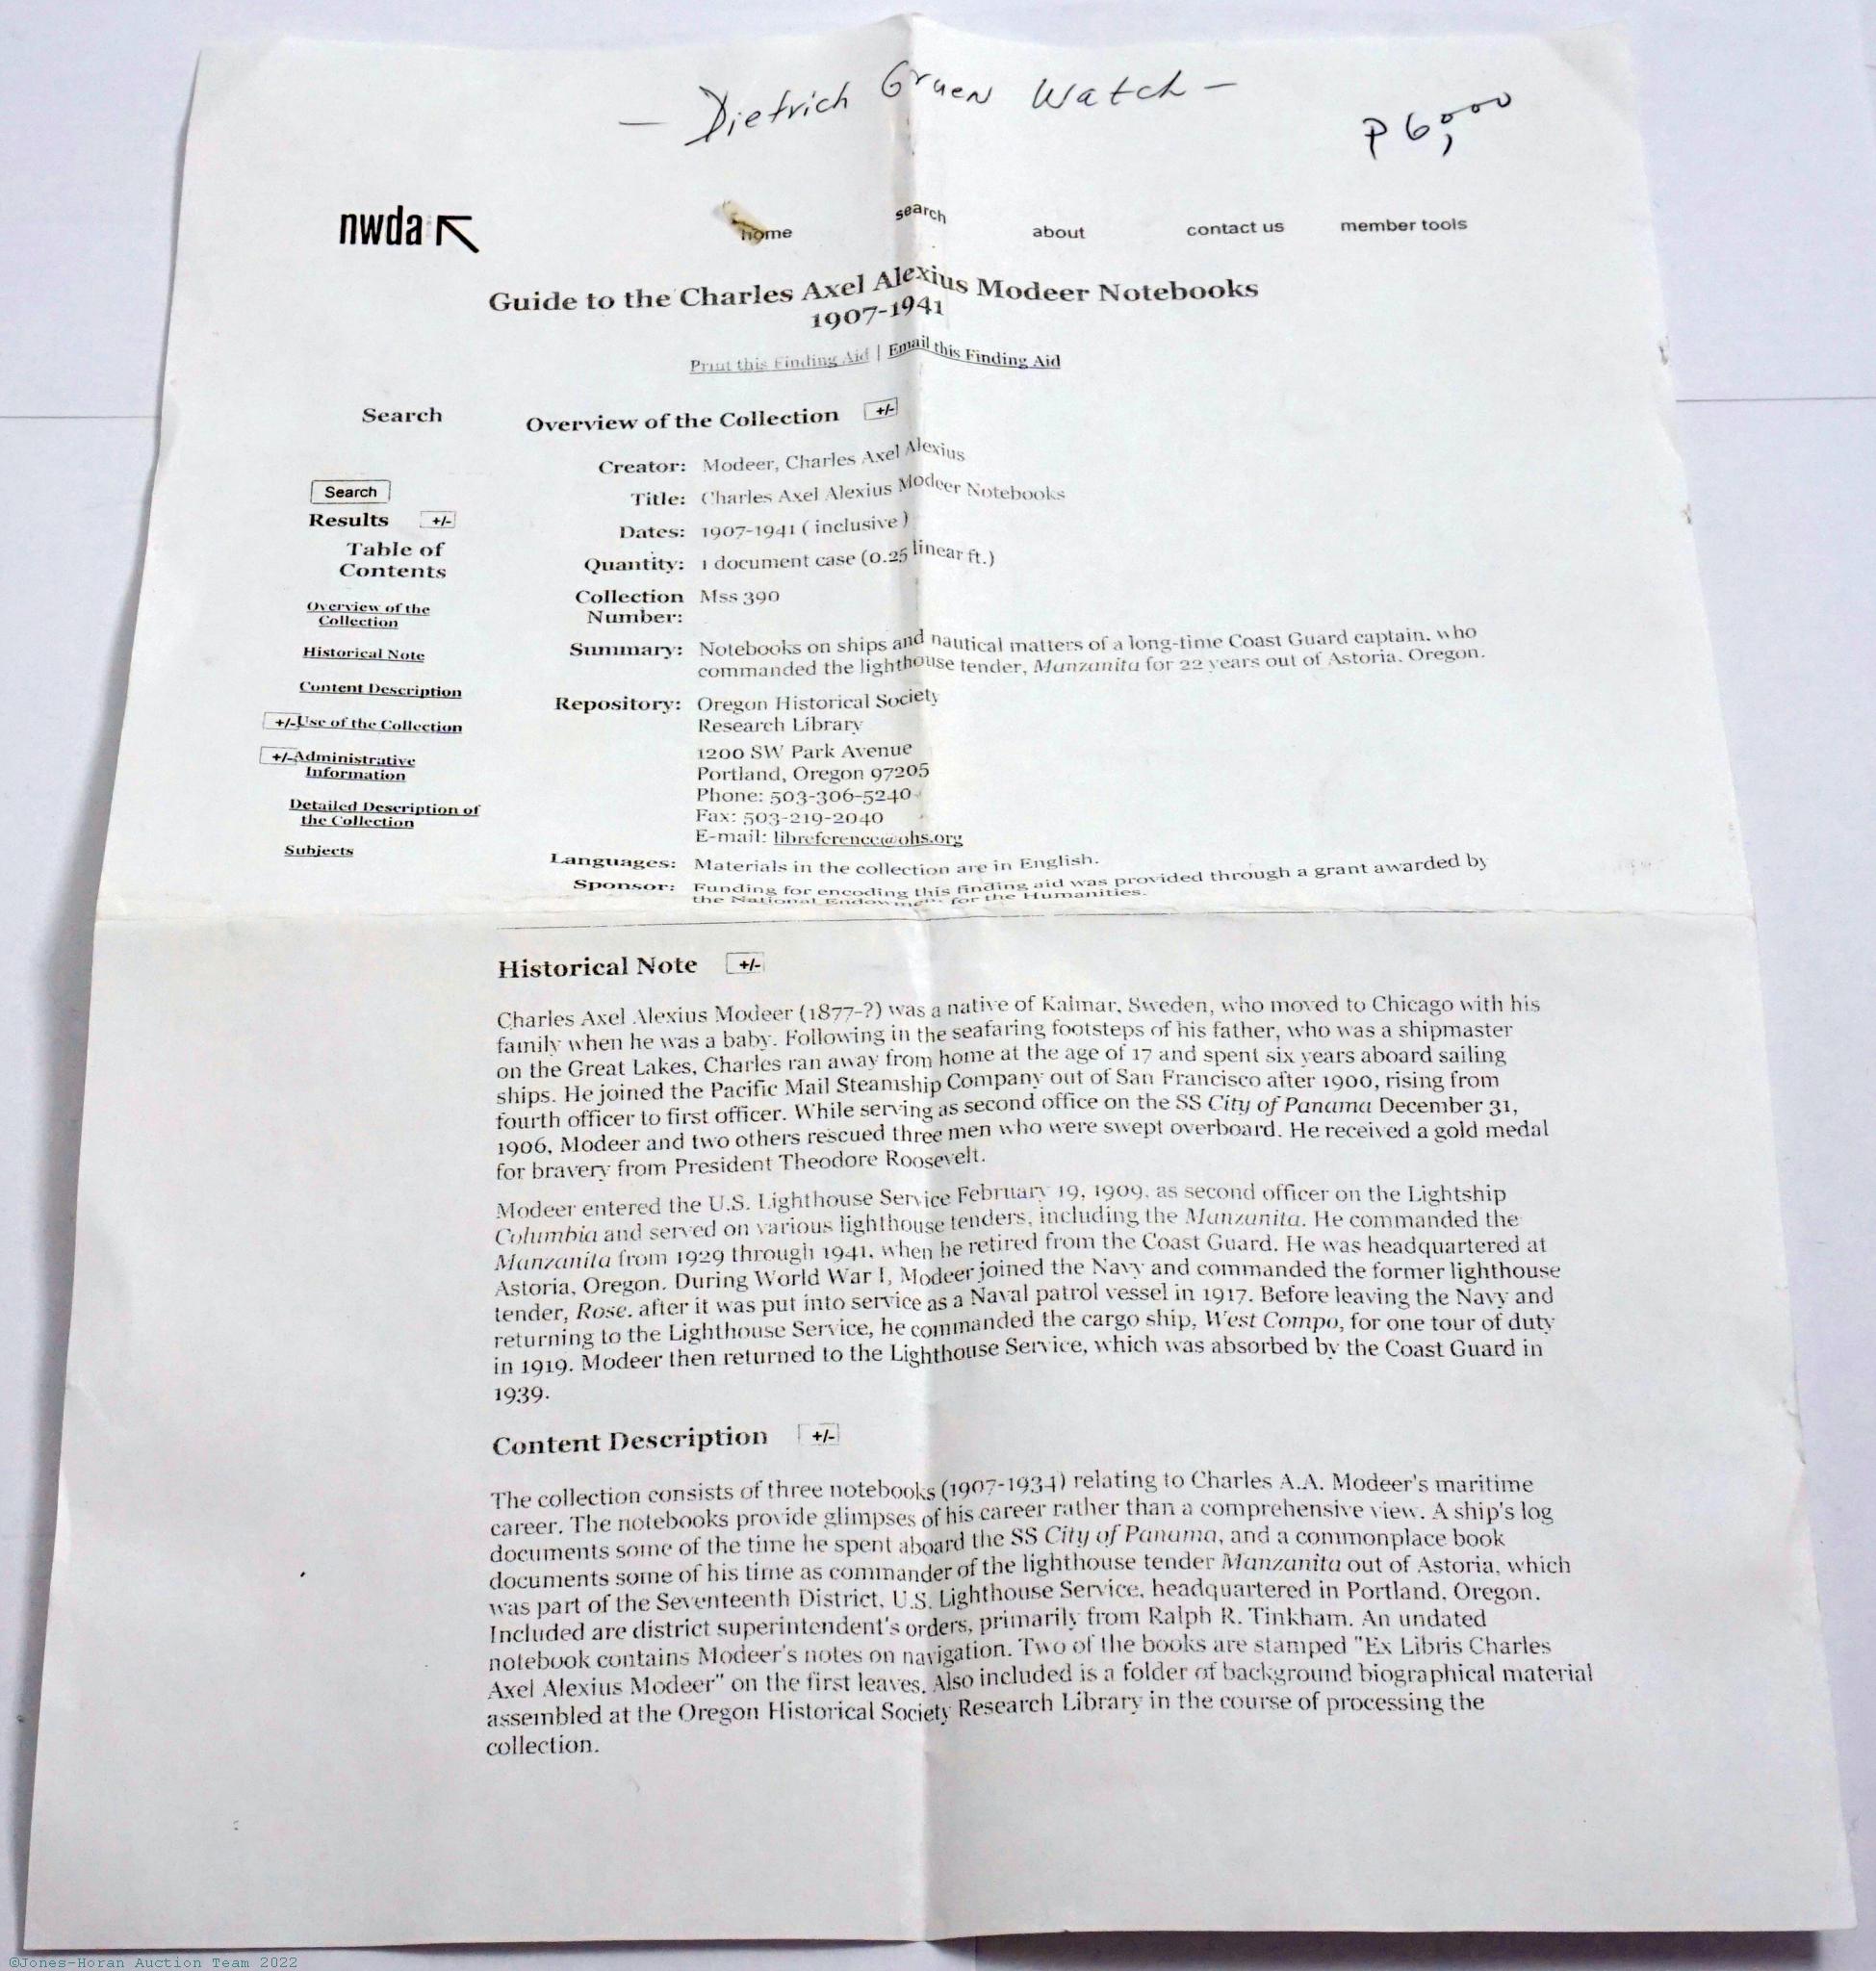 — Dietrich Gruen Watch —
nwda
home
search
about
contact us
member tools
Guide to the Charles Axel Alexius Modeer Notebooks
1907-1941
Print this Finding Aid | Email this Finding Aid
Search
Search
Results +/-
Table of
Contents
Overview of the
Collection
Historical Note
Content Description
+/-Use of the Collection
+/-Administrative
Information
Detailed Description of
the Collection
Subjects
Overview of the Collection +/-
Creator: Modeer, Charles Axel Alexius
Title: Charles Axel Alexius Modeer Notebooks
Dates: 1907-1941 ( inclusive )
Quantity: 1 document case (0.25 linear ft.)
Collection Mss 390
Number:
Summary: Notebooks on ships and nautical matters of a long-time Coast Guard captain, who
commanded the lighthouse tender, Manzanita for 22 years out of Astoria, Oregon.
Repository: Oregon Historical Society
Research Library
1200 SW Park Avenue
Portland, Oregon 97205
Phone: 503-306-5240
Fax: 503-219-2040
E-mail: libreference@ohs.org
Languages: Materials in the collection are in English.
Sponsor: Funding for encoding this finding aid was provided through a grant awarded by
the National Endowment for the Humanities.
Historical Note +/-
Charles Axel Alexius Modeer (1877-?) was a native of Kalmar, Sweden, who moved to Chicago with his
family when he was a baby. Following in the seafaring footsteps of his father, who was a shipmaster
on the Great Lakes, Charles ran away from home at the age of 17 and spent six years aboard sailing
ships. He joined the Pacific Mail Steamship Company out of San Francisco after 1900, rising from
fourth officer to first officer. While serving as second office on the SS City of Panama December 31,
1906, Modeer and two others rescued three men who were swept overboard. He received a gold medal
for bravery from President Theodore Roosevelt.
Modeer entered the U.S. Lighthouse Service February 19, 1909, as second officer on the Lightship
Columbia and served on various lighthouse tenders, including the Manzanita. He commanded the
Manzanita from 1929 through 1941, when he retired from the Coast Guard. He was headquartered at
Astoria, Oregon. During World War I, Modeer joined the Navy and commanded the former lighthouse
tender, Rose, after it was put into service as a Naval patrol vessel in 1917. Before leaving the Navy and
returning to the Lighthouse Service, he commanded the cargo ship, West Compo, for one tour of duty
in 1919. Modeer then returned to the Lighthouse Service, which was absorbed by the Coast Guard in
1939.
Content Description +/-
The collection consists of three notebooks (1907-1934) relating to Charles A.A. Modeer's maritime
career. The notebooks provide glimpses of his career rather than a comprehensive view. A ship's log
documents some of the time he spent aboard the SS City of Panama, and a commonplace book
documents some of his time as commander of the lighthouse tender Manzanita out of Astoria, which
was part of the Seventeenth District, U.S. Lighthouse Service, headquartered in Portland, Oregon.
Included are district superintendent's orders, primarily from Ralph R. Tinkham. An undated
notebook contains Modeer's notes on navigation. Two of the books are stamped "Ex Libris Charles
Axel Alexius Modeer" on the first leaves. Also included is a folder of background biographical material
assembled at the Oregon Historical Society Research Library in the course of processing the
collection.
©Jones-Horan Auction Team 2022